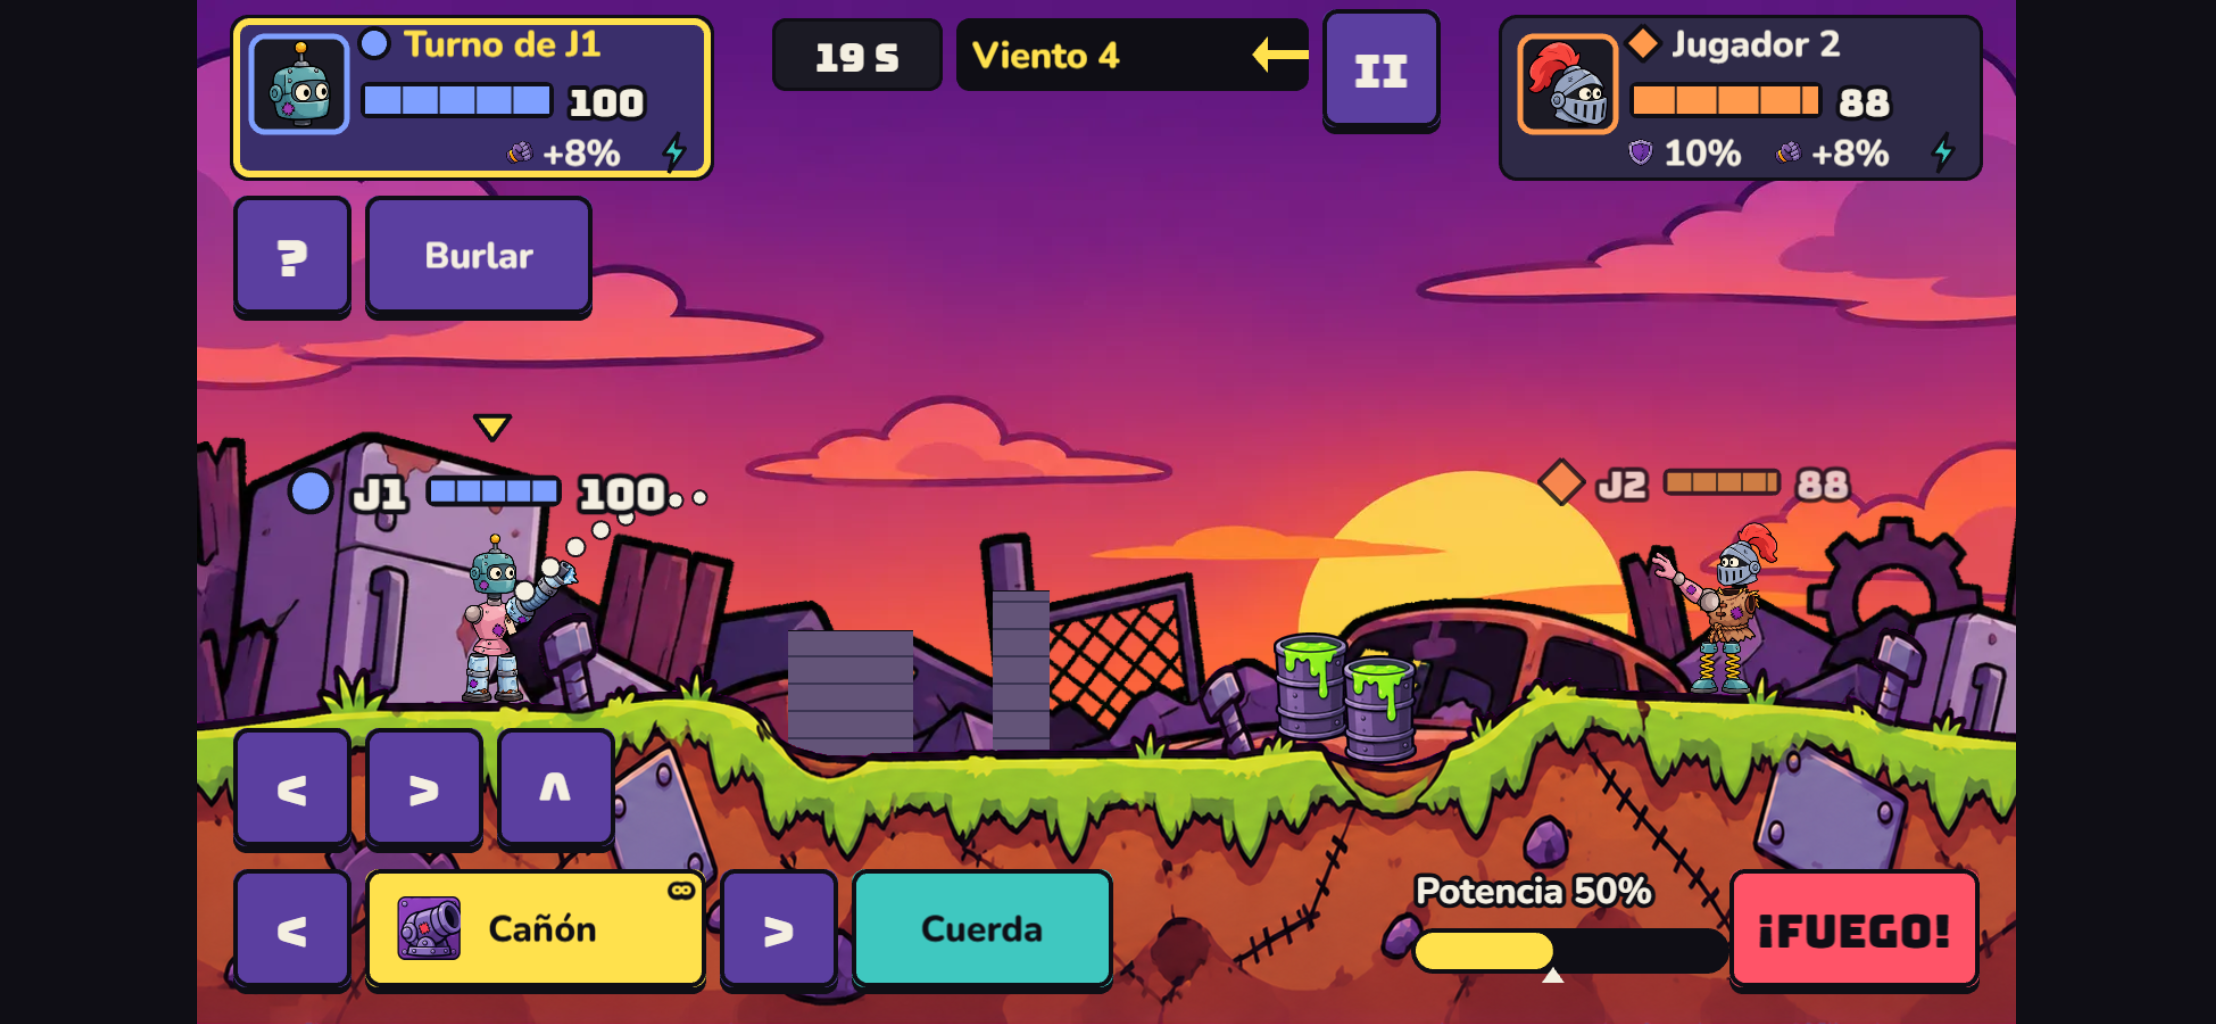 Turno de J1
100
+8%
19 S
Viento 4
II
Jugador 2
88
10%
+8%
?
Burlar
J1
100
J2
88
<
>
^
<
Cañón
∞
>
Cuerda
Potencia 50%
¡FUEGO!